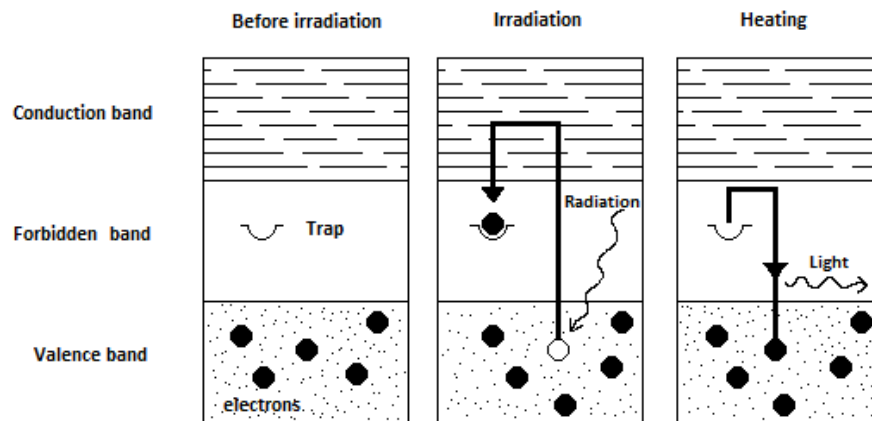 Before irradiation
Irradiation
Heating
Conduction band
Forbidden band
Trap
Radiation
Light
Valence band
electrons.